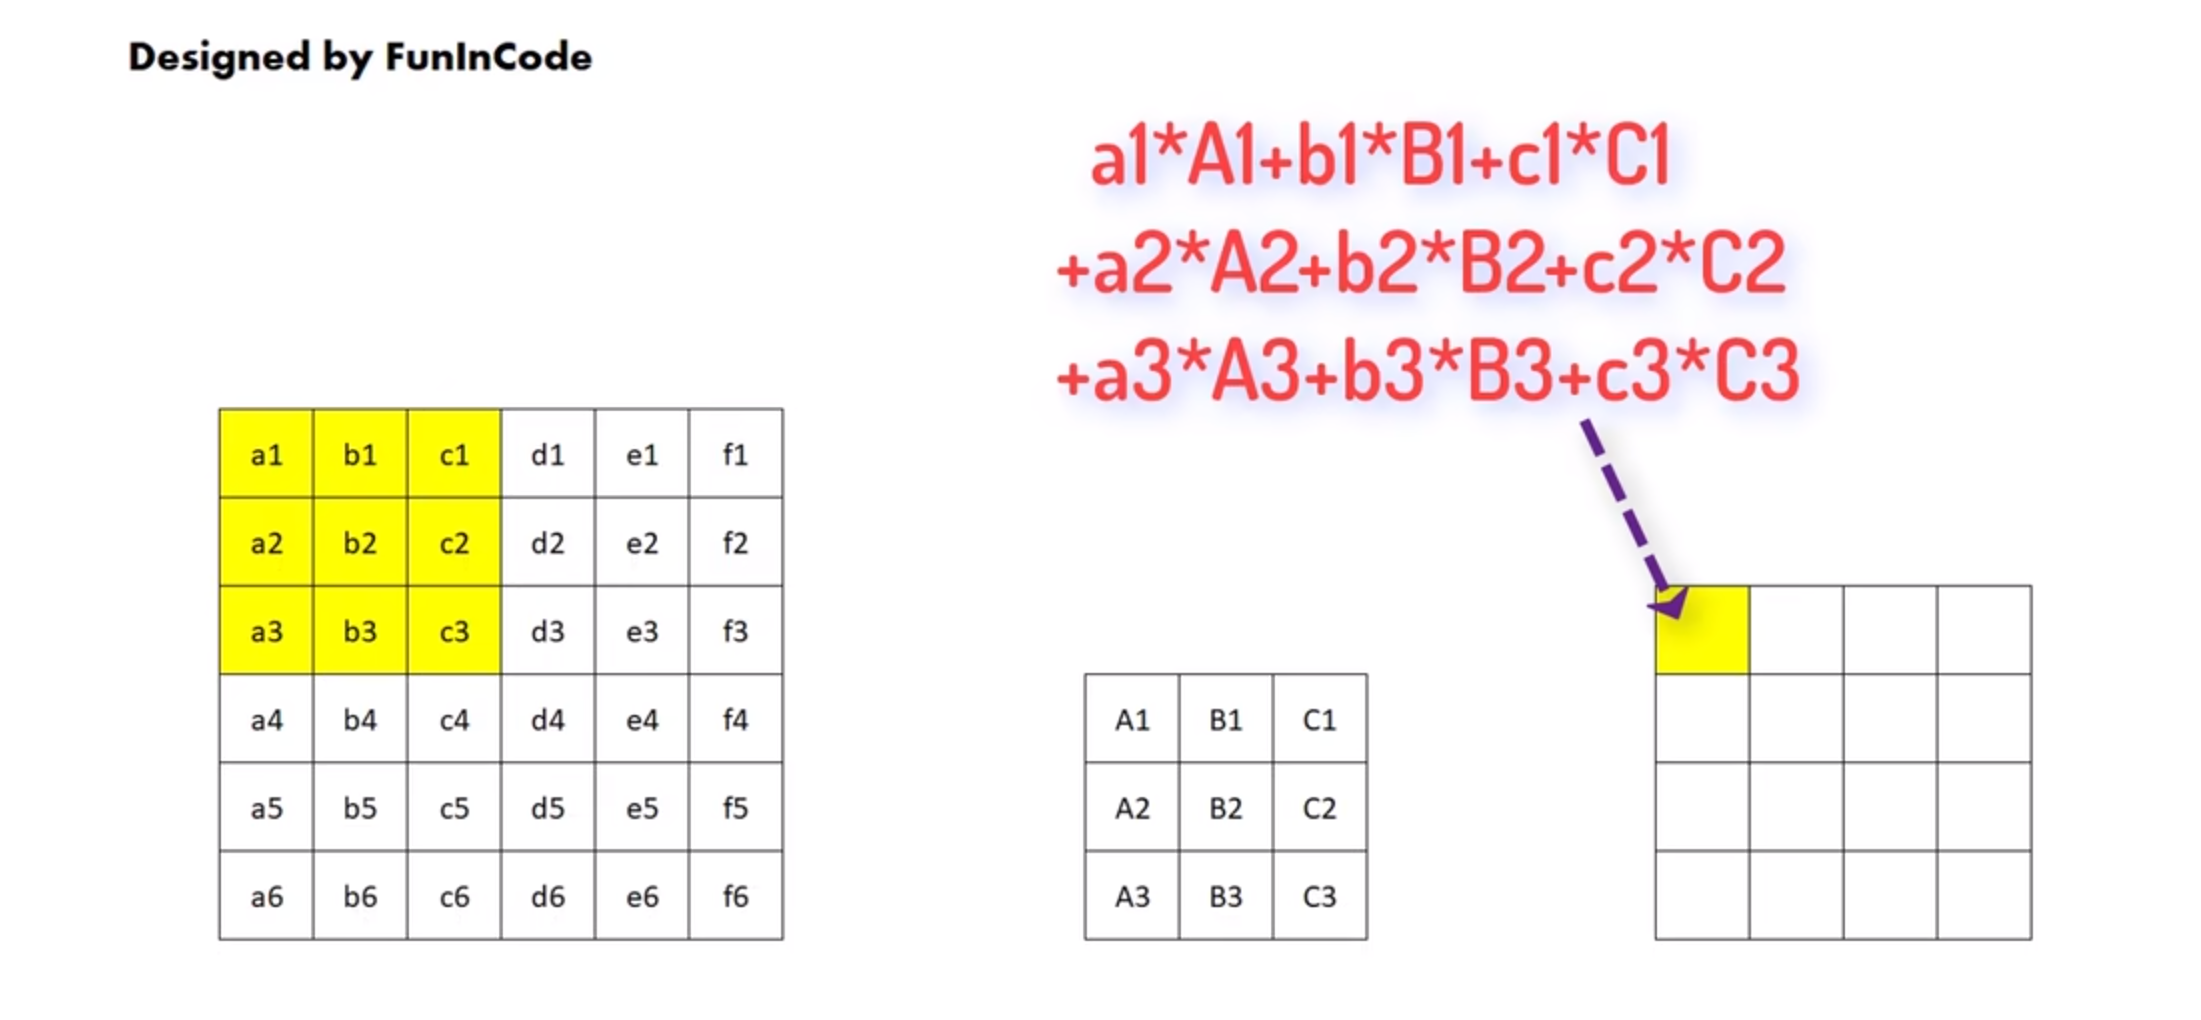 Designed by FunInCode
a1*A1+b1*B1+c1*C1
+a2*A2+b2*B2+c2*C2
+a3*A3+b3*B3+c3*C3
a1 b1 c1 d1 e1 f1
a2 b2 c2 d2 e2 f2
a3 b3 c3 d3 e3 f3
a4 b4 c4 d4 e4 f4
a5 b5 c5 d5 e5 f5
a6 b6 c6 d6 e6 f6
A1 B1 C1
A2 B2 C2
A3 B3 C3